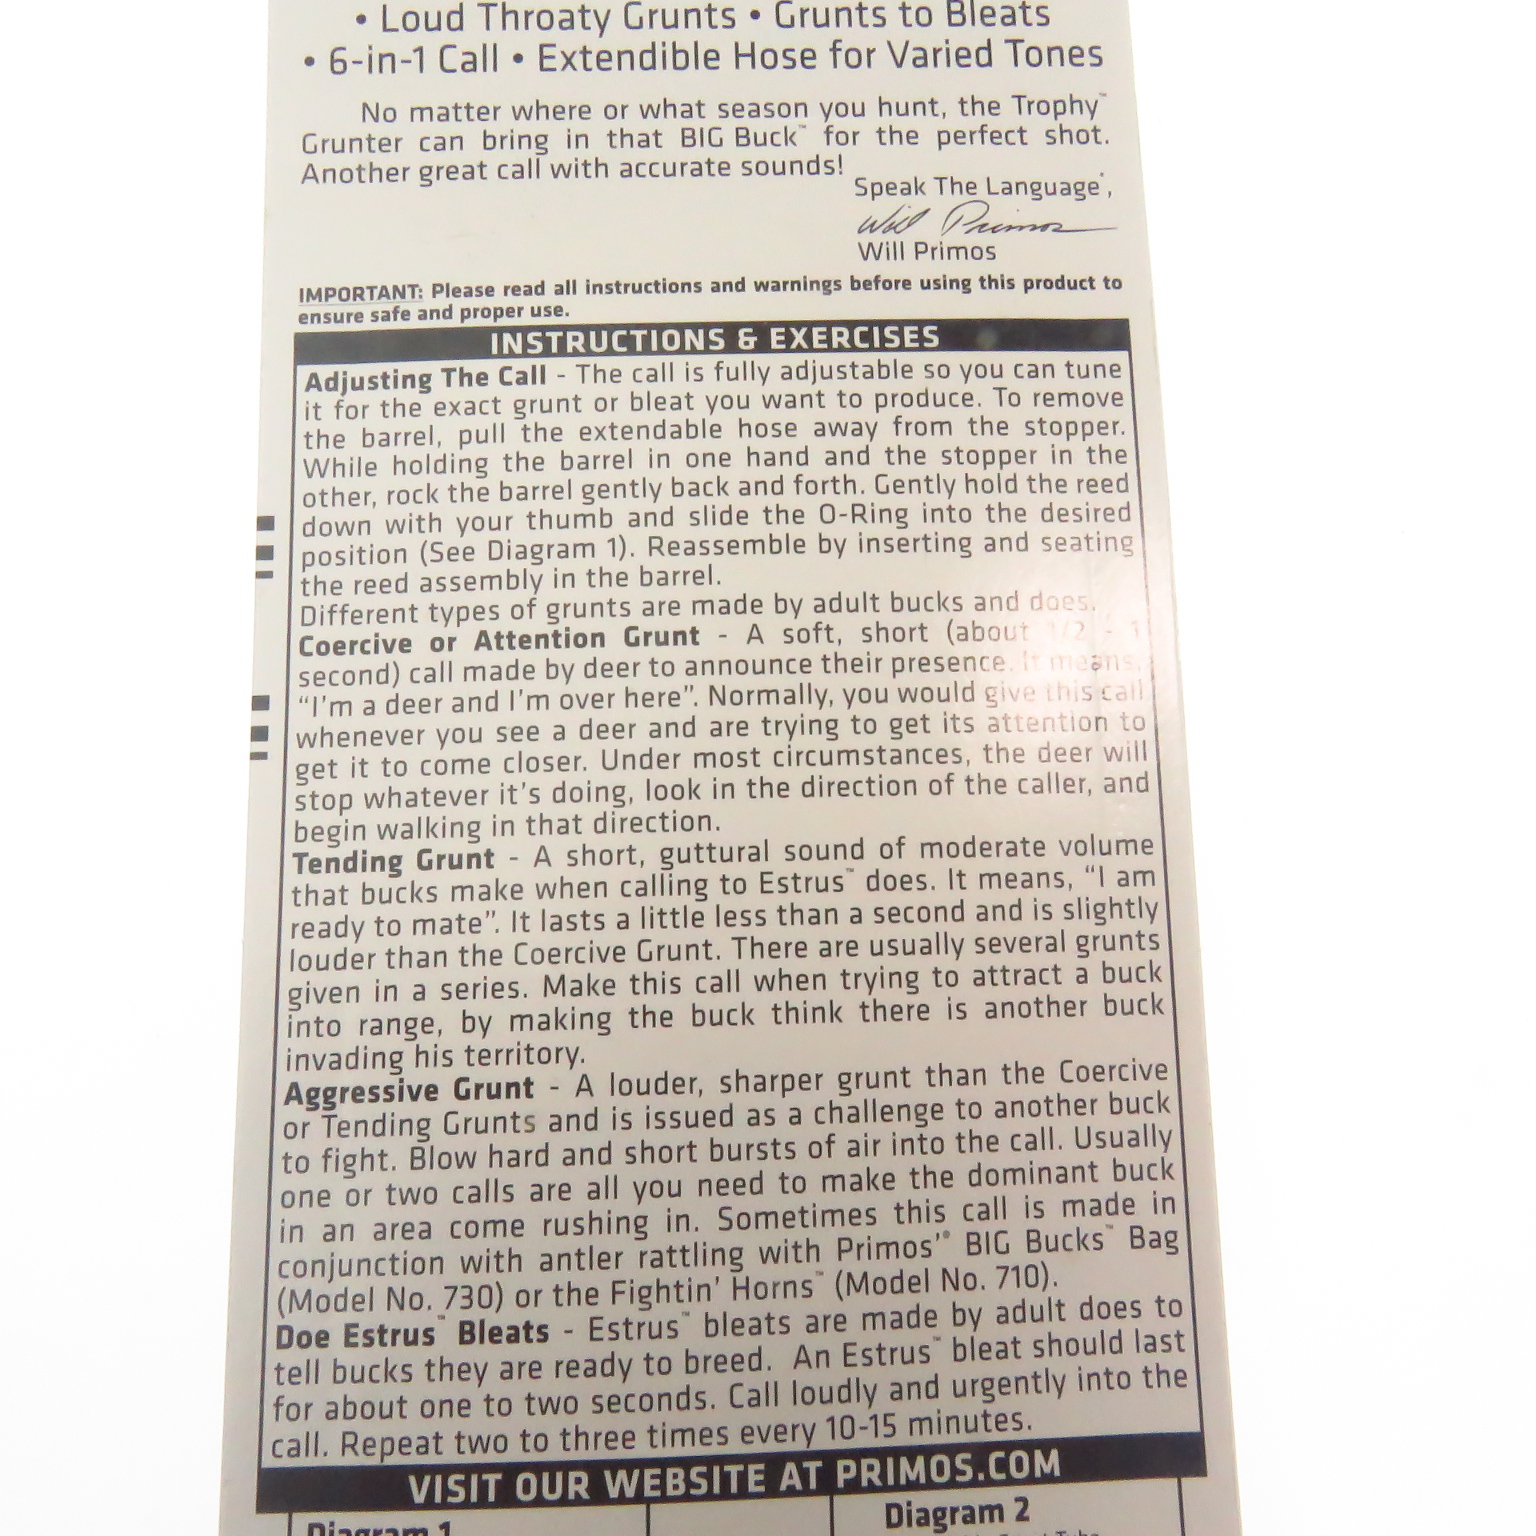 • Loud Throaty Grunts • Grunts to Bleats
• 6-in-1 Call • Extendible Hose for Varied Tones
No matter where or what season you hunt, the Trophy™
Grunter can bring in that BIG Buck™ for the perfect shot.
Another great call with accurate sounds!
Speak The Language®,
Will Primos
Will Primos
IMPORTANT: Please read all instructions and warnings before using this product to
ensure safe and proper use.
INSTRUCTIONS & EXERCISES
Adjusting The Call - The call is fully adjustable so you can tune
it for the exact grunt or bleat you want to produce. To remove
the barrel, pull the extendable hose away from the stopper.
While holding the barrel in one hand and the stopper in the
other, rock the barrel gently back and forth. Gently hold the reed
down with your thumb and slide the O-Ring into the desired
position (See Diagram 1). Reassemble by inserting and seating
the reed assembly in the barrel.
Different types of grunts are made by adult bucks and does.
Coercive or Attention Grunt - A soft, short (about 1/2 - 1
second) call made by deer to announce their presence. It means,
“I’m a deer and I’m over here”. Normally, you would give this call
whenever you see a deer and are trying to get its attention to
get it to come closer. Under most circumstances, the deer will
stop whatever it’s doing, look in the direction of the caller, and
begin walking in that direction.
Tending Grunt - A short, guttural sound of moderate volume
that bucks make when calling to Estrus™ does. It means, “I am
ready to mate”. It lasts a little less than a second and is slightly
louder than the Coercive Grunt. There are usually several grunts
given in a series. Make this call when trying to attract a buck
into range, by making the buck think there is another buck
invading his territory.
Aggressive Grunt - A louder, sharper grunt than the Coercive
or Tending Grunts and is issued as a challenge to another buck
to fight. Blow hard and short bursts of air into the call. Usually
one or two calls are all you need to make the dominant buck
in an area come rushing in. Sometimes this call is made in
conjunction with antler rattling with Primos’® BIG Bucks™ Bag
(Model No. 730) or the Fightin’ Horns™ (Model No. 710).
Doe Estrus™ Bleats - Estrus™ bleats are made by adult does to
tell bucks they are ready to breed. An Estrus™ bleat should last
for about one to two seconds. Call loudly and urgently into the
call. Repeat two to three times every 10-15 minutes.
VISIT OUR WEBSITE AT PRIMOS.COM
Diagram 1
Diagram 2